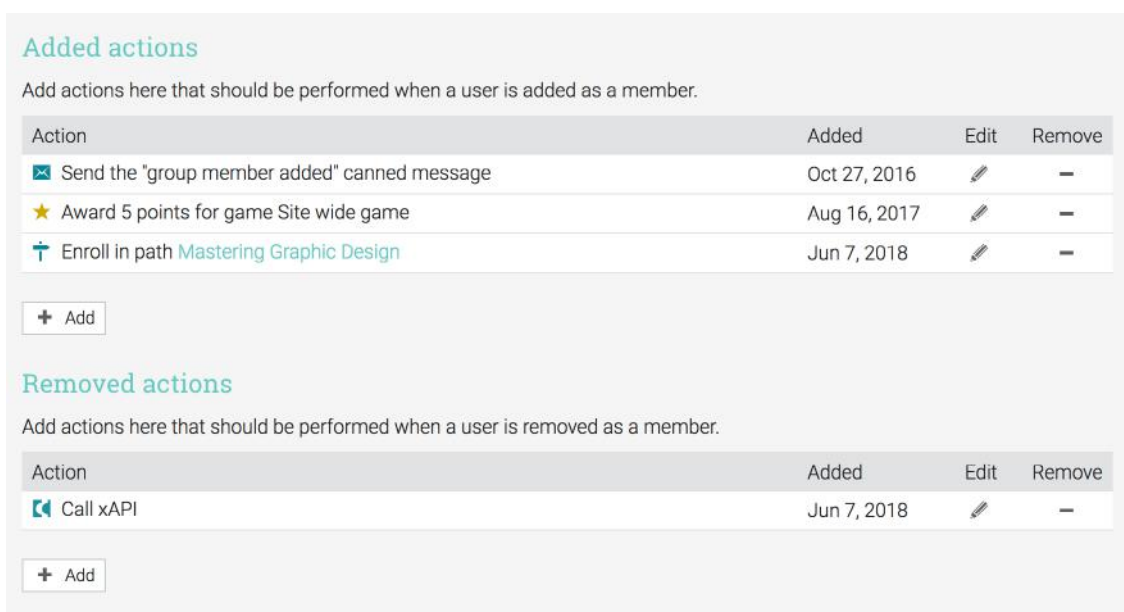 Added actions
Add actions here that should be performed when a user is added as a member.
Action Added Edit Remove
Send the "group member added" canned message Oct 27, 2016
Award 5 points for game Site wide game Aug 16, 2017
Enroll in path Mastering Graphic Design Jun 7, 2018
+ Add
Removed actions
Add actions here that should be performed when a user is removed as a member.
Action Added Edit Remove
Call xAPI Jun 7, 2018
+ Add